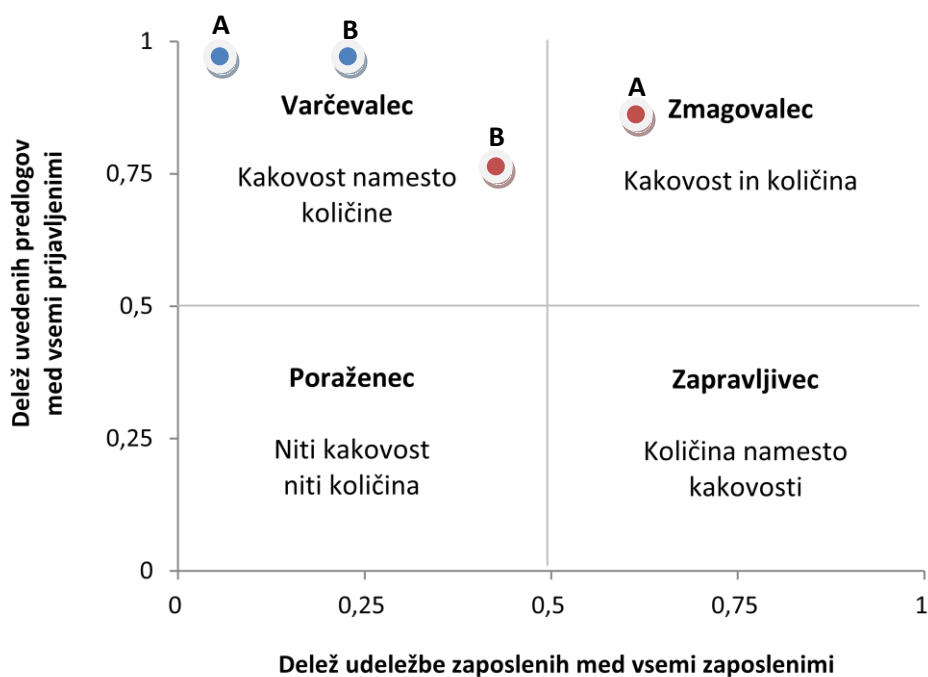 A
B
1
Varčevalec
A
Zmagovalec
B
0,75
Kakovost namesto
količine
Kakovost in količina
Delež uvedenih predlogov
med vsemi prijavljenimi
0,5
Poraženec
Zapravljivec
0,25
Niti kakovost
niti količina
Količina namesto
kakovosti
0
0
0,25
0,5
0,75
1
Delež udeležbe zaposlenih med vsemi zaposlenimi